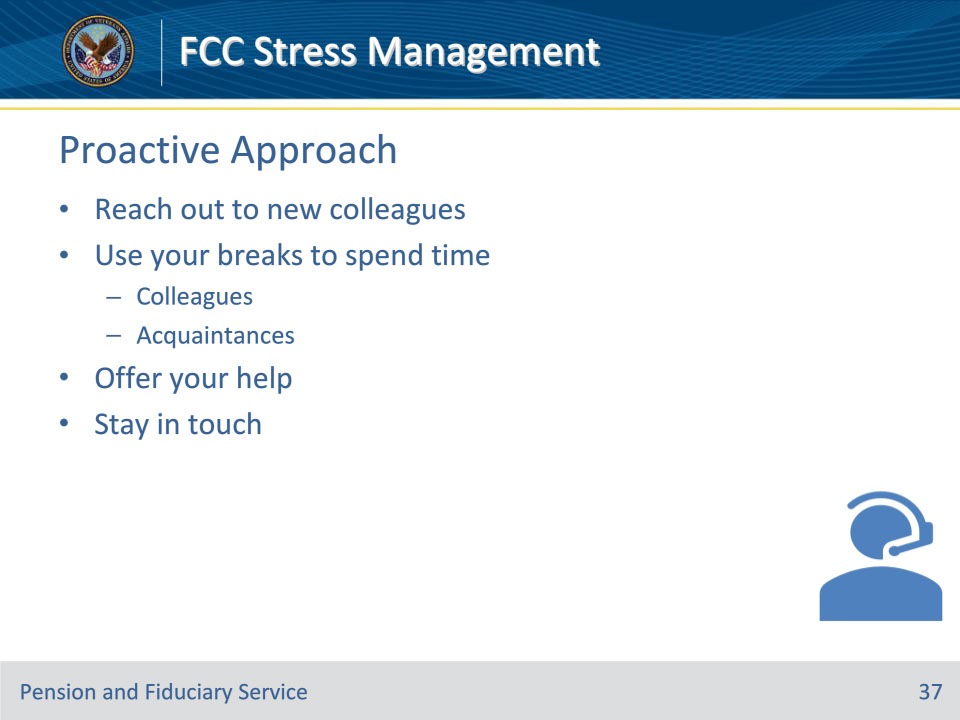 FCC Stress Management
Proactive Approach
• Reach out to new colleagues
• Use your breaks to spend time
– Colleagues
– Acquaintances
• Offer your help
• Stay in touch
Pension and Fiduciary Service
37